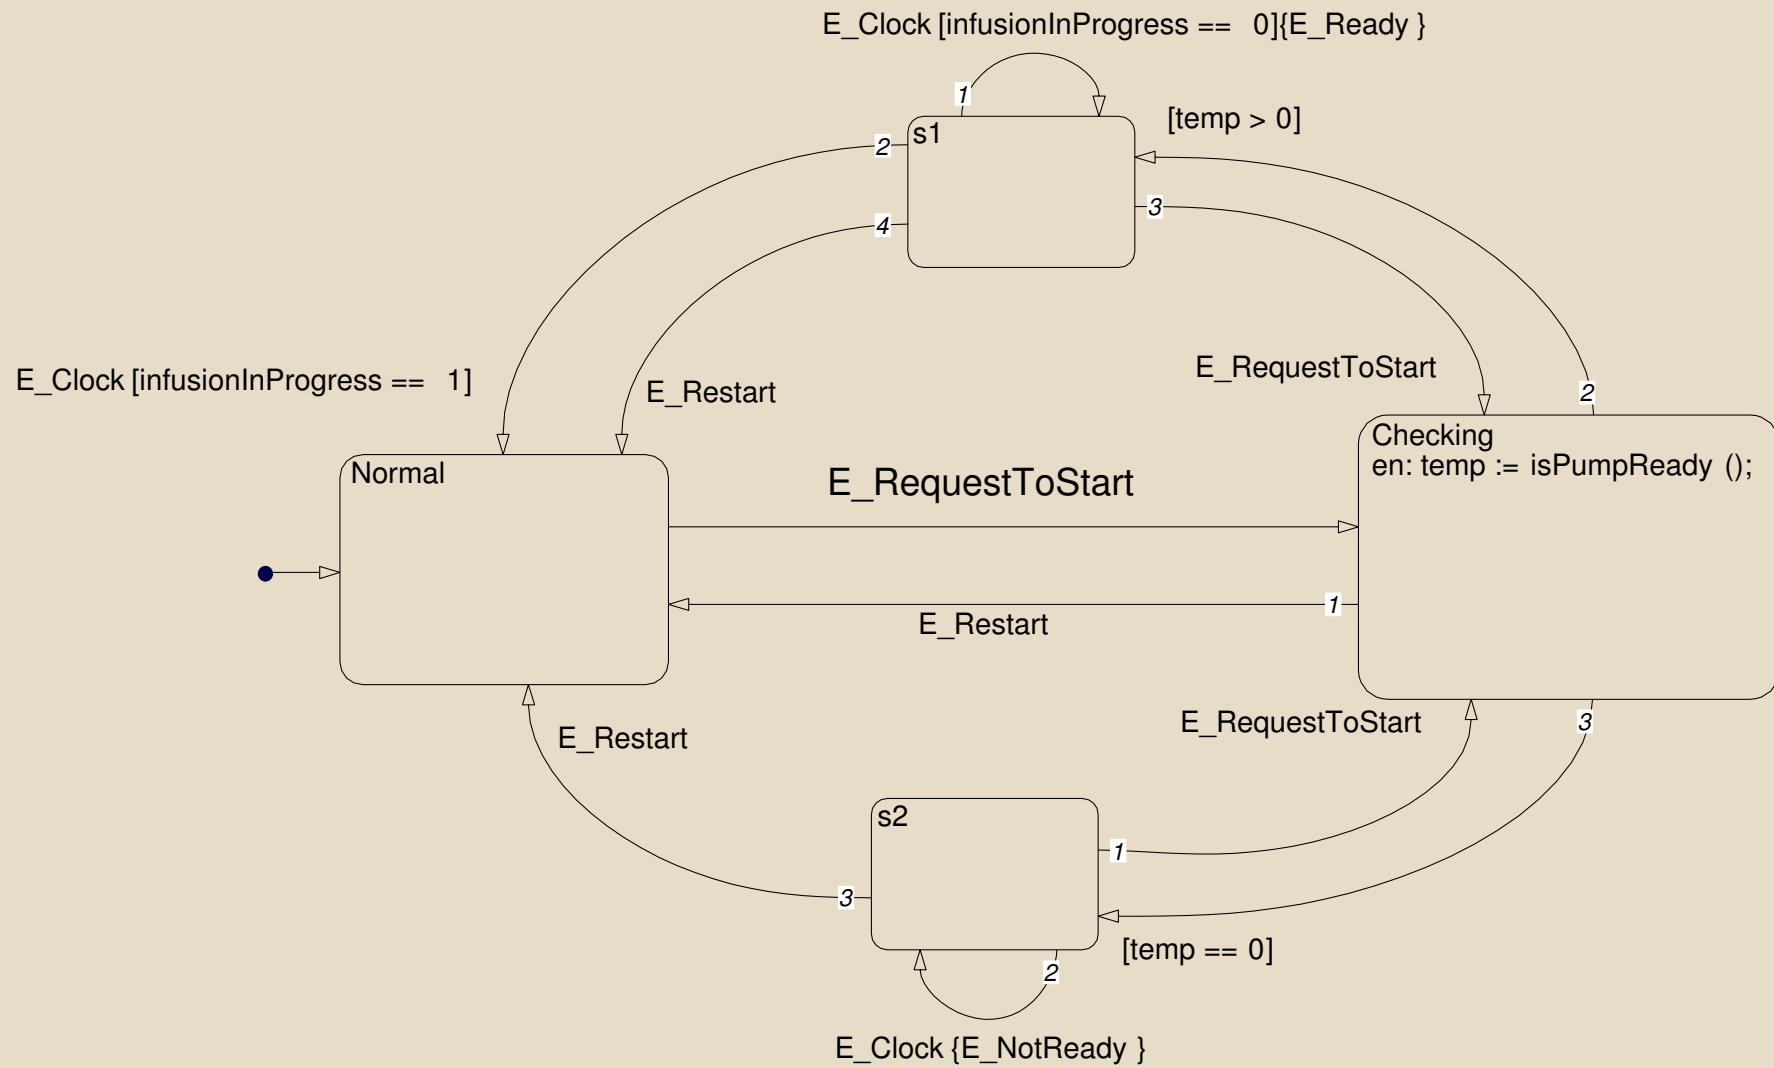 E_Clock [infusionInProgress == 0]{E_Ready }
1
[temp > 0]
s1
2
3
4
E_Clock [infusionInProgress == 1]
E_Restart
E_RequestToStart
2
Normal
E_RequestToStart
Checking
en: temp := isPumpReady ();
1
E_Restart
E_Restart
E_RequestToStart
3
s2
1
3
[temp == 0]
2
E_Clock {E_NotReady }